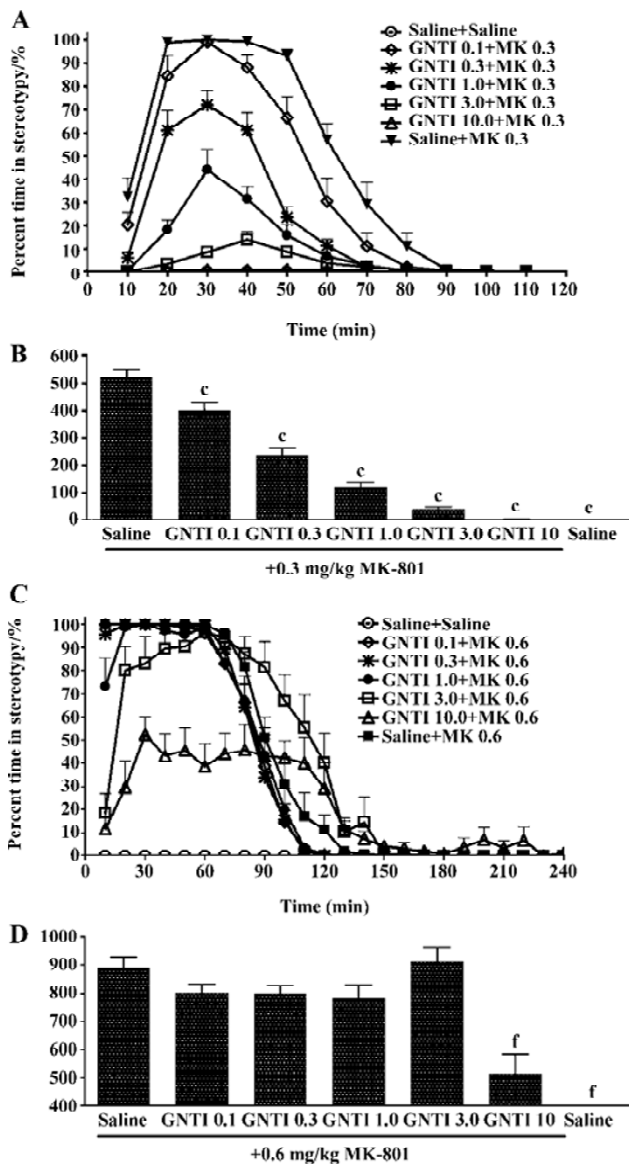 A
Percent time in stereotypy/%
100
90
80
70
60
50
40
30
20
10
0
0 10 20 30 40 50 60 70 80 90 100 110 120
Time (min)
Saline+Saline
GNTI 0.1+MK 0.3
GNTI 0.3+MK 0.3
GNTI 1.0+MK 0.3
GNTI 3.0+MK 0.3
GNTI 10.0+MK 0.3
Saline+MK 0.3
B
600
500
400
300
200
100
0
c c c c c c
Saline GNTI 0.1 GNTI 0.3 GNTI 1.0 GNTI 3.0 GNTI 10 Saline
+0.3 mg/kg MK-801
C
Percent time in stereotypy/%
100
90
80
70
60
50
40
30
20
10
0
0 30 60 90 120 150 180 210 240
Time (min)
Saline+Saline
GNTI 0.1+MK 0.6
GNTI 0.3+MK 0.6
GNTI 1.0+MK 0.6
GNTI 3.0+MK 0.6
GNTI 10.0+MK 0.6
Saline+MK 0.6
D
1000
900
800
700
600
500
400
f f
Saline GNTI 0.1 GNTI 0.3 GNTI 1.0 GNTI 3.0 GNTI 10 Saline
+0.6 mg/kg MK-801